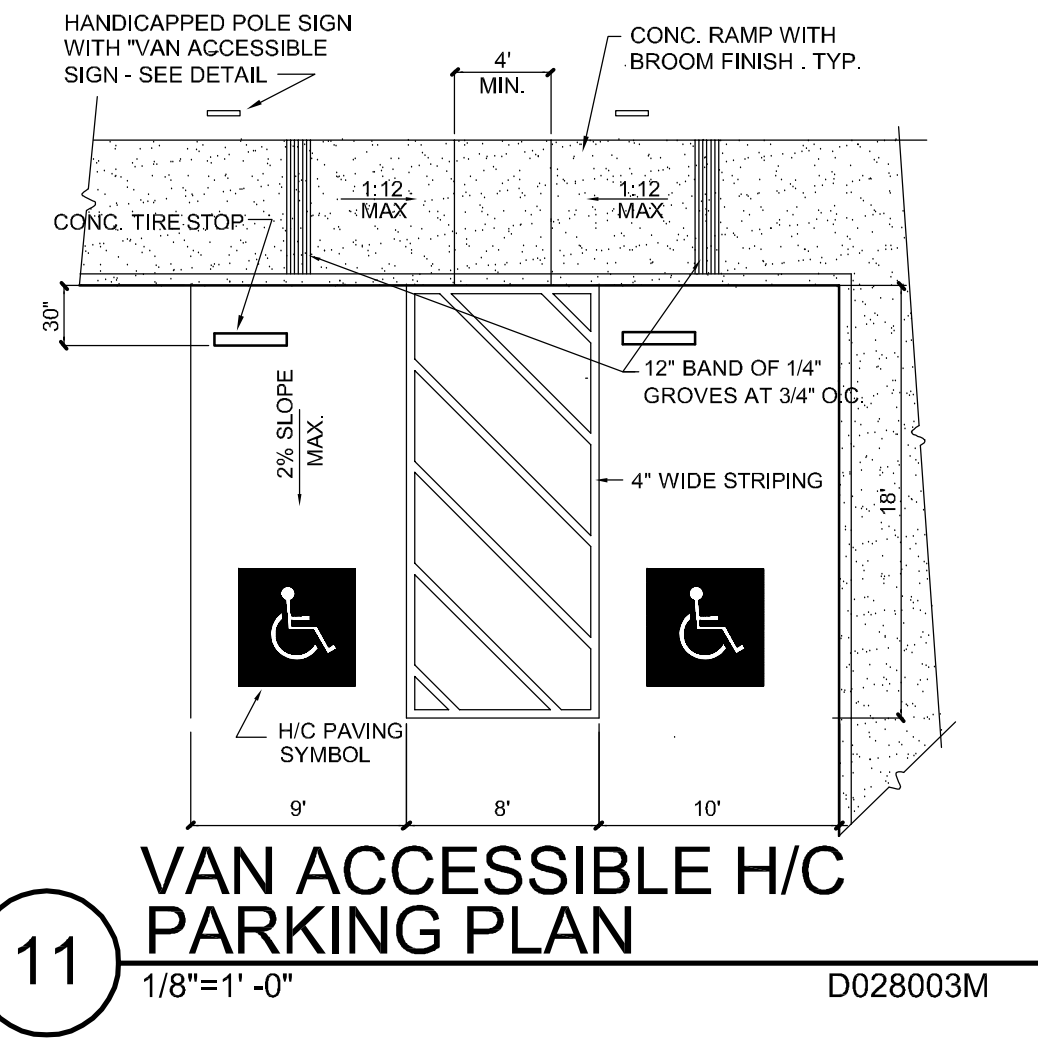 HANDICAPPED POLE SIGN
WITH "VAN ACCESSIBLE
SIGN - SEE DETAIL
4'
MIN.
CONC. RAMP WITH
BROOM FINISH . TYP.
1:12
MAX
1:12
MAX
CONC. TIRE STOP
30"
12" BAND OF 1/4"
GROVES AT 3/4" O.C.
2% SLOPE
MAX.
4" WIDE STRIPING
18'
H/C PAVING
SYMBOL
9'
8'
10'
VAN ACCESSIBLE H/C
PARKING PLAN
11
1/8"=1' -0"
D028003M